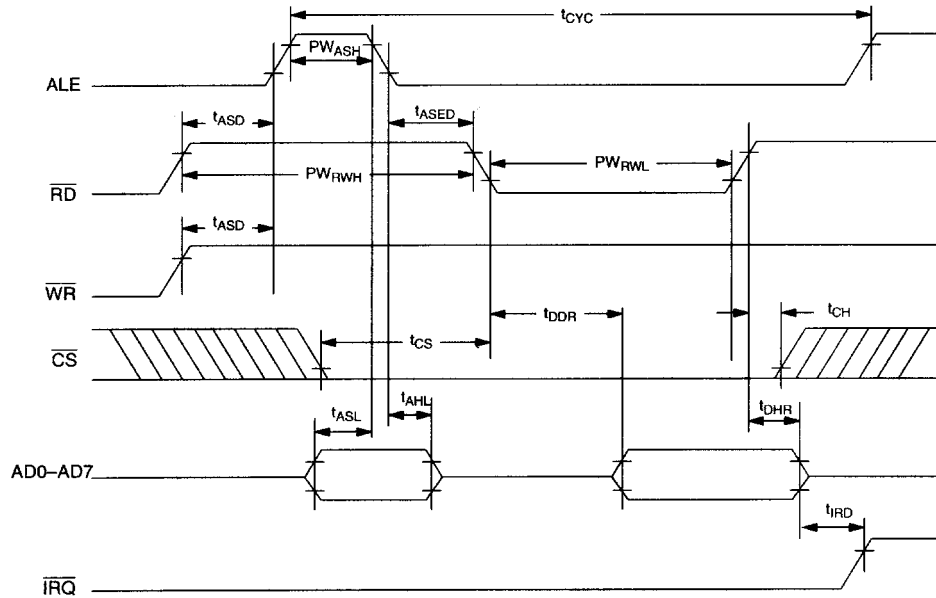 tCYC
PWASH
ALE
tASD
tASED
PWRWH
PWRWL
RD
tASD
WR
tDDR
tCH
tCS
CS
tASL
tAHL
tDHR
AD0–AD7
tIRD
IRQ